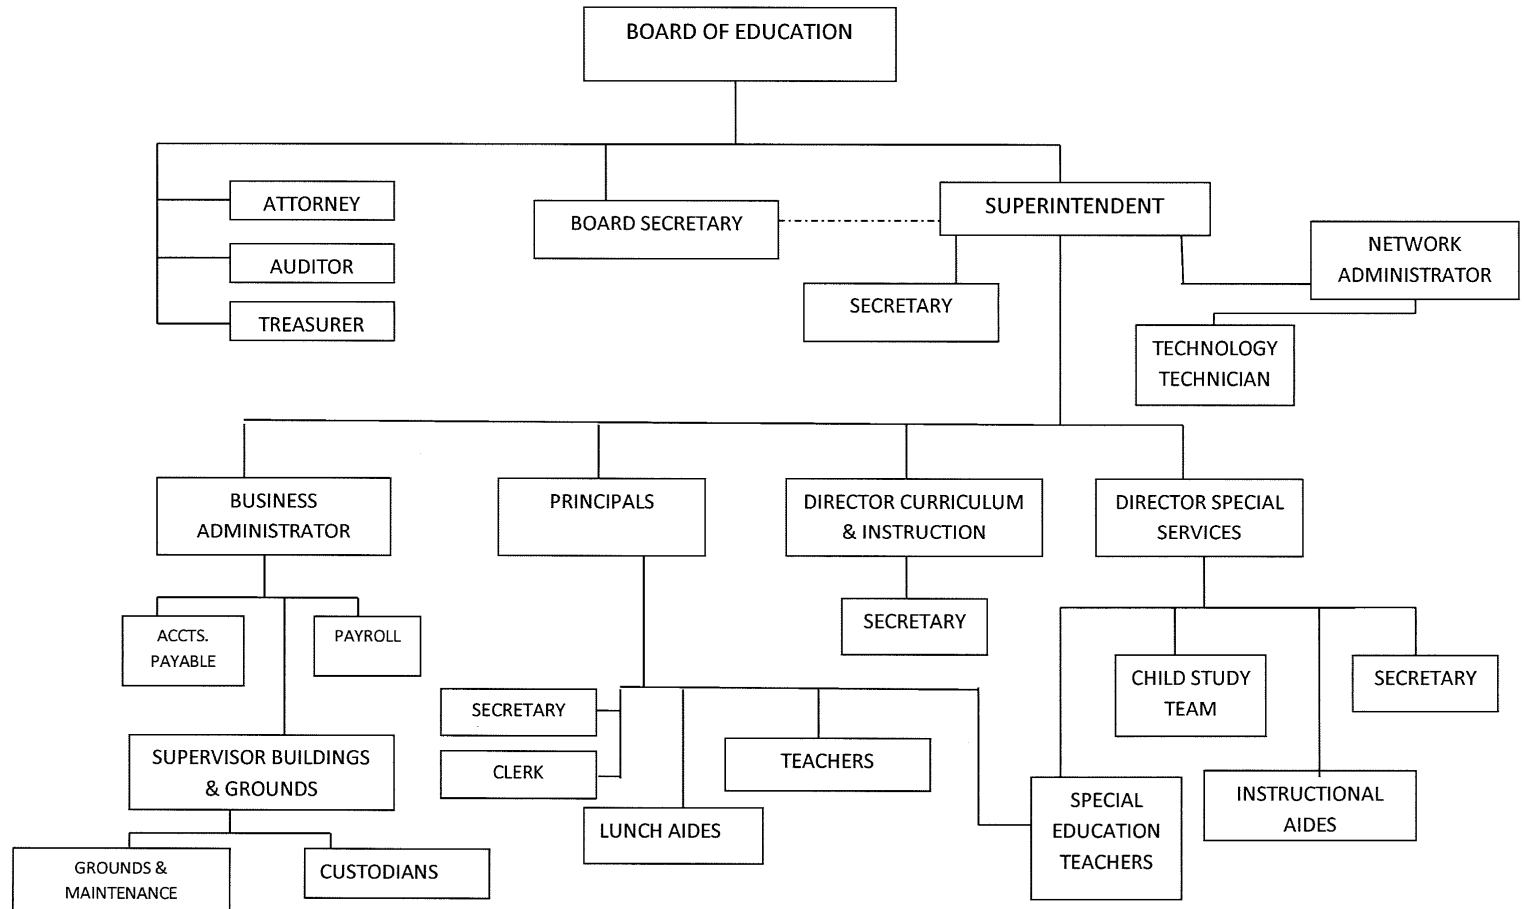 BOARD OF EDUCATION
ATTORNEY
AUDITOR
TREASURER
BOARD SECRETARY
SUPERINTENDENT
SECRETARY
NETWORK
ADMINISTRATOR
TECHNOLOGY
TECHNICIAN
BUSINESS
ADMINISTRATOR
PRINCIPALS
DIRECTOR CURRICULUM
& INSTRUCTION
DIRECTOR SPECIAL
SERVICES
ACCTS.
PAYABLE
PAYROLL
SECRETARY
SUPERVISOR BUILDINGS
& GROUNDS
GROUNDS &
MAINTENANCE
CUSTODIANS
SECRETARY
CLERK
LUNCH AIDES
TEACHERS
SPECIAL
EDUCATION
TEACHERS
CHILD STUDY
TEAM
INSTRUCTIONAL
AIDES
SECRETARY